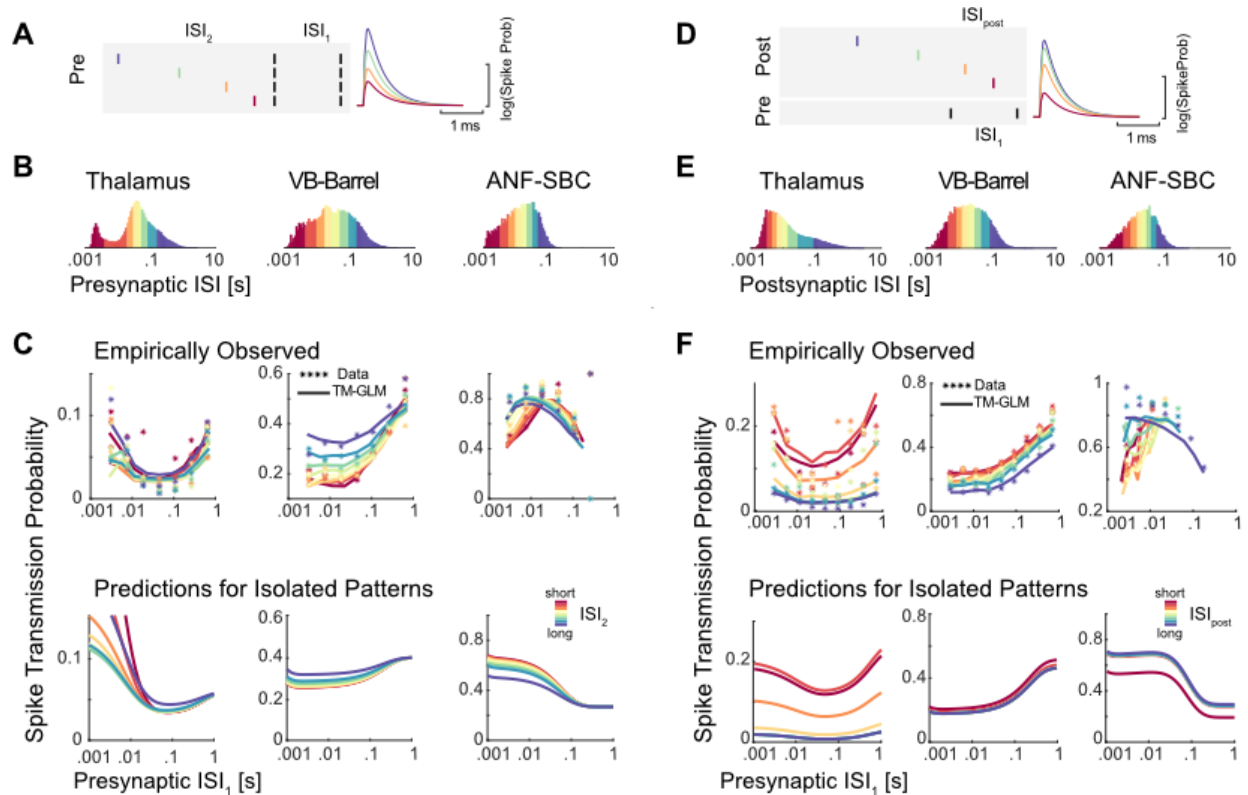 A
ISI2
ISI1
Pre
log(Spike Prob)
1 ms
D
ISIpost
Post
Pre
ISI1
log(SpikeProb)
1 ms
B
Thalamus
VB-Barrel
ANF-SBC
.001 .1 10
.001 .1 10
.001 .1 10
Presynaptic ISI [s]
E
Thalamus
VB-Barrel
ANF-SBC
.001 .1 10
.001 .1 10
.001 .1 10
Postsynaptic ISI [s]
C
Empirically Observed
**** Data
TM-GLM
0.1
0.05
0
.001 .01 .1 1
0.6
0.4
0.2
.001 .01 .1 1
0.8
0.4
0
.001 .01 .1 1
Spike Transmission Probability
Predictions for Isolated Patterns
short
long
ISI2
0.1
0
.001 .01 .1 1
0.6
0.4
0.3
0.2
0
.001 .01 .1 1
0.8
0.4
0
.001 .01 .1 1
Presynaptic ISI1 [s]
F
Empirically Observed
**** Data
TM-GLM
0.2
0
.001 .01 .1 1
0.8
0.4
0
.001 .01 .1 1
1
0.8
0.6
0.4
0.2
.001 .01 .1 1
Spike Transmission Probability
Predictions for Isolated Patterns
short
long
ISIpost
0.2
0
.001 .01 .1 1
0.8
0.4
0
.001 .01 .1 1
0.8
0.4
0
.001 .01 .1 1
Presynaptic ISI1 [s]